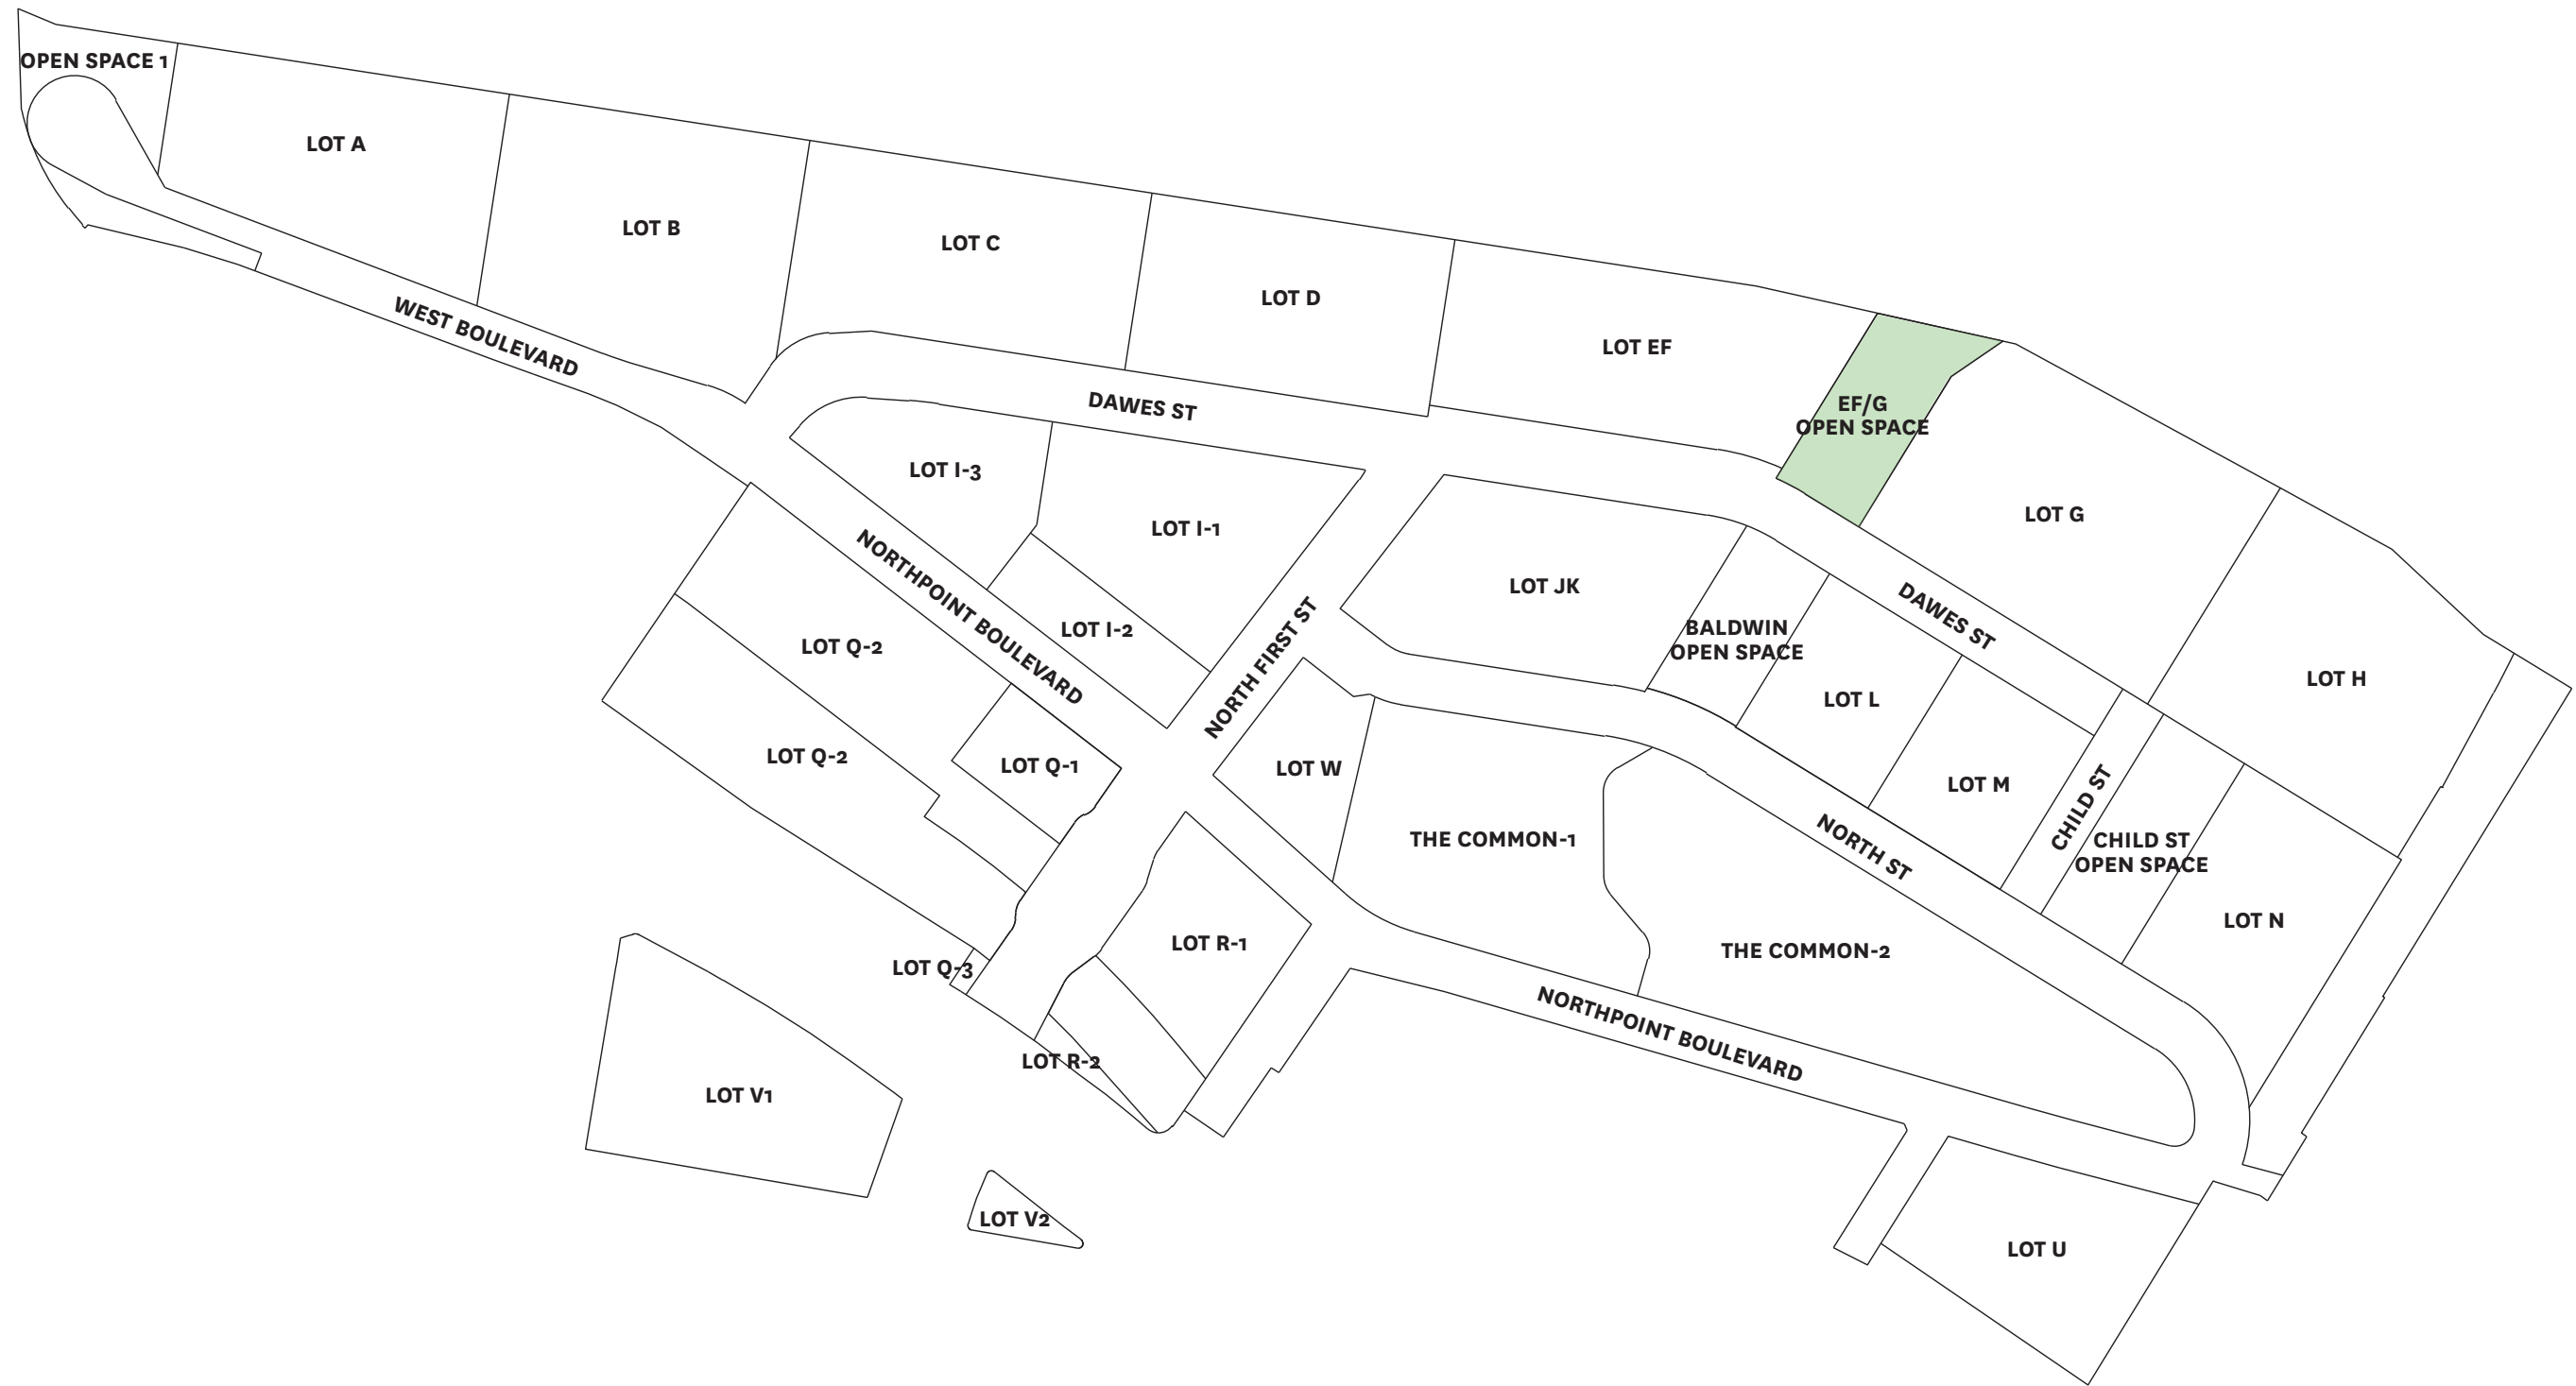 OPEN SPACE 1
LOT A
LOT B
LOT C
LOT D
LOT EF
EF/G
OPEN SPACE
LOT G
LOT H
WEST BOULEVARD
DAWES ST
LOT I-3
LOT I-1
LOT I-2
NORTHPOINT BOULEVARD
NORTH FIRST ST
LOT JK
BALDWIN
OPEN SPACE
DAWES ST
LOT L
LOT M
CHILD ST
CHILD ST
OPEN SPACE
LOT N
LOT Q-2
LOT Q-2
LOT Q-1
LOT W
THE COMMON-1
NORTH ST
THE COMMON-2
LOT Q-3
LOT R-1
LOT R-2
NORTHPOINT BOULEVARD
LOT V1
LOT V2
LOT U